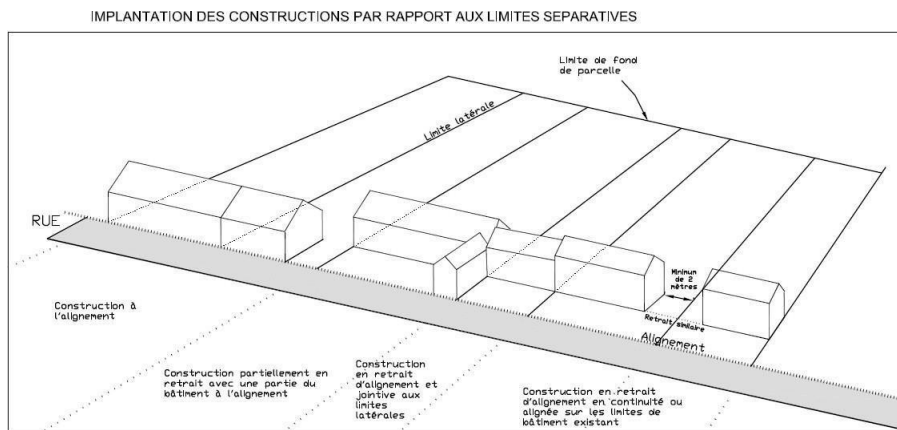 IMPLANTATION DES CONSTRUCTIONS PAR RAPPORT AUX LIMITES SEPARATIVES
Limite de fond
de parcelle
Limite latérale
RUE
Minimum
de 2
mètres
Retrait similaire
Alignement
Construction à
l'alignement
Construction partiellement en
retrait avec une partie du
bâtiment à l'alignement
Construction
en retrait
d'alignement et
jointive aux
limites
latérales
Construction en retrait
d'alignement en continuité ou
alignée sur les limites de
bâtiment existant